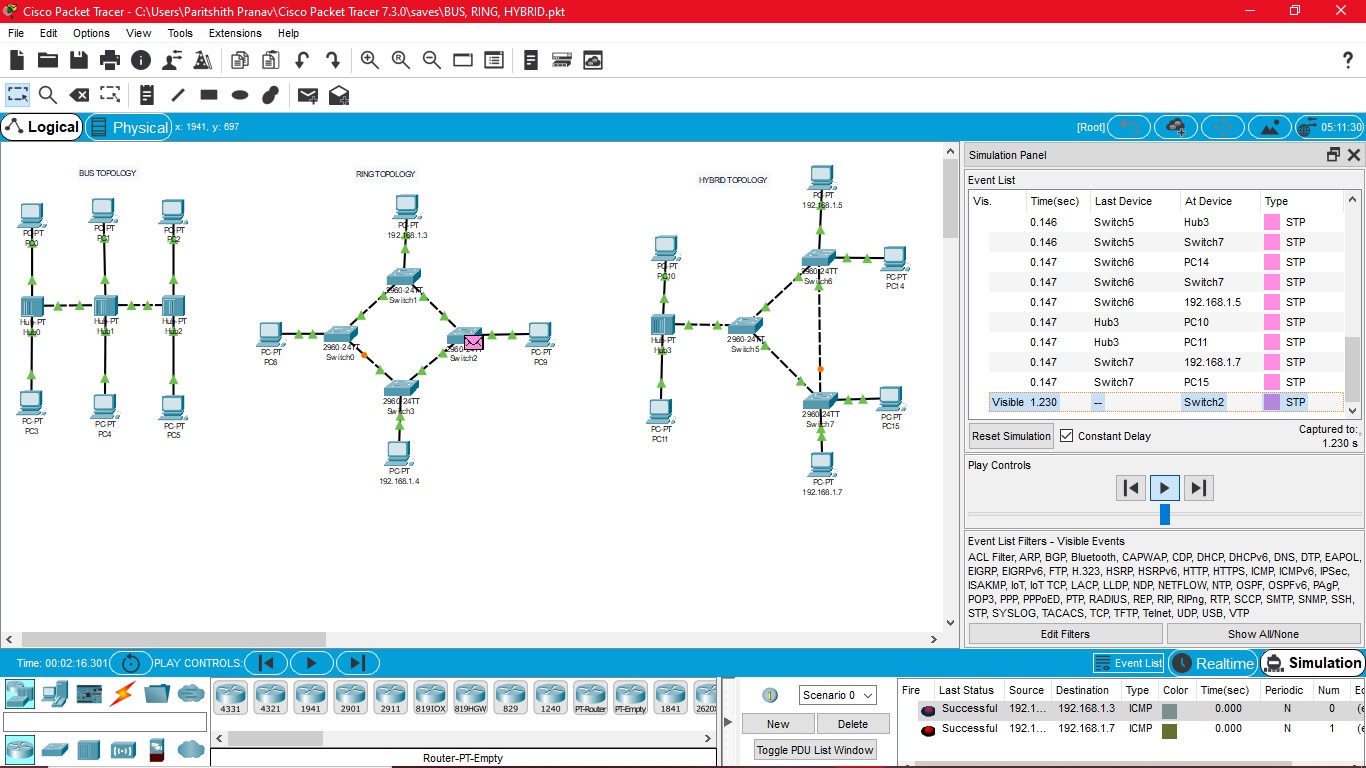 Cisco Packet Tracer - C:\Users\Paritshith Pranav\Cisco Packet Tracer 7.3.0\saves\BUS, RING, HYBRID.pkt
File Edit Options View Tools Extensions Help
Logical Physical x: 1941, y: 897 [Root] 05:11:30
BUS TOPOLOGY
PC-PT
PC0
PC-PT
PC1
PC-PT
PC2
Hub-PT
Hub0
Hub-PT
Hub1
Hub-PT
Hub2
PC-PT
PC3
PC-PT
PC4
PC-PT
PC5
RING TOPOLOGY
PC-PT
192.168.1.3
2960-24TT
Switch1
PC-PT
PC8
2960-24TT
Switch0
2960-24TT
Switch2
PC-PT
PC9
2960-24TT
Switch3
PC-PT
192.168.1.4
HYBRID TOPOLOGY
PC-PT
192.168.1.5
PC-PT
PC10
2960-24TT
Switch6
PC-PT
PC14
Hub-PT
Hub3
2960-24TT
Switch5
PC-PT
PC11
2960-24TT
Switch7
PC-PT
PC15
PC-PT
192.168.1.7
Simulation Panel
Event List
Vis. Time(sec) Last Device At Device Type
0.146 Switch5 Hub3 STP
0.146 Switch5 Switch7 STP
0.147 Switch6 PC14 STP
0.147 Switch6 Switch7 STP
0.147 Switch6 192.168.1.5 STP
0.147 Hub3 PC10 STP
0.147 Hub3 PC11 STP
0.147 Switch7 192.168.1.7 STP
0.147 Switch7 PC15 STP
Visible 1.230 -- Switch2 STP
Reset Simulation Constant Delay Captured to:
1.230 s
Play Controls
Event List Filters - Visible Events
ACL Filter, ARP, BGP, Bluetooth, CAPWAP, CDP, DHCP, DHCPv6, DNS, DTP, EAPOL,
EIGRP, EIGRPv6, FTP, H.323, HSRP, HSRPv6, HTTP, HTTPS, ICMP, ICMPv6, IPSec,
ISAKMP, IoT, IoT TCP, LACP, LLDP, NDP, NETFLOW, NTP, OSPF, OSPFv6, PAgP,
POP3, PPP, PPPoED, PTP, RADIUS, REP, RIP, RIPng, RTP, SCCP, SMTP, SNMP, SSH,
STP, SYSLOG, TACACS, TCP, TFTP, Telnet, UDP, USB, VTP
Edit Filters Show All/None
Time: 00:02:16.301 PLAY CONTROLS: Event List Realtime Simulation
4331 4321 1941 2901 2911 819IOX 819HGW 829 1240 PT-Router PT-Empty 1841 2620X
Router-PT-Empty
Scenario 0
New Delete
Toggle PDU List Window
Fire Last Status Source Destination Type Color Time(sec) Periodic Num Ec
Successful 192.1... 192.168.1.3 ICMP 0.000 N 0 (e
Successful 192.1... 192.168.1.7 ICMP 0.000 N 1 (e